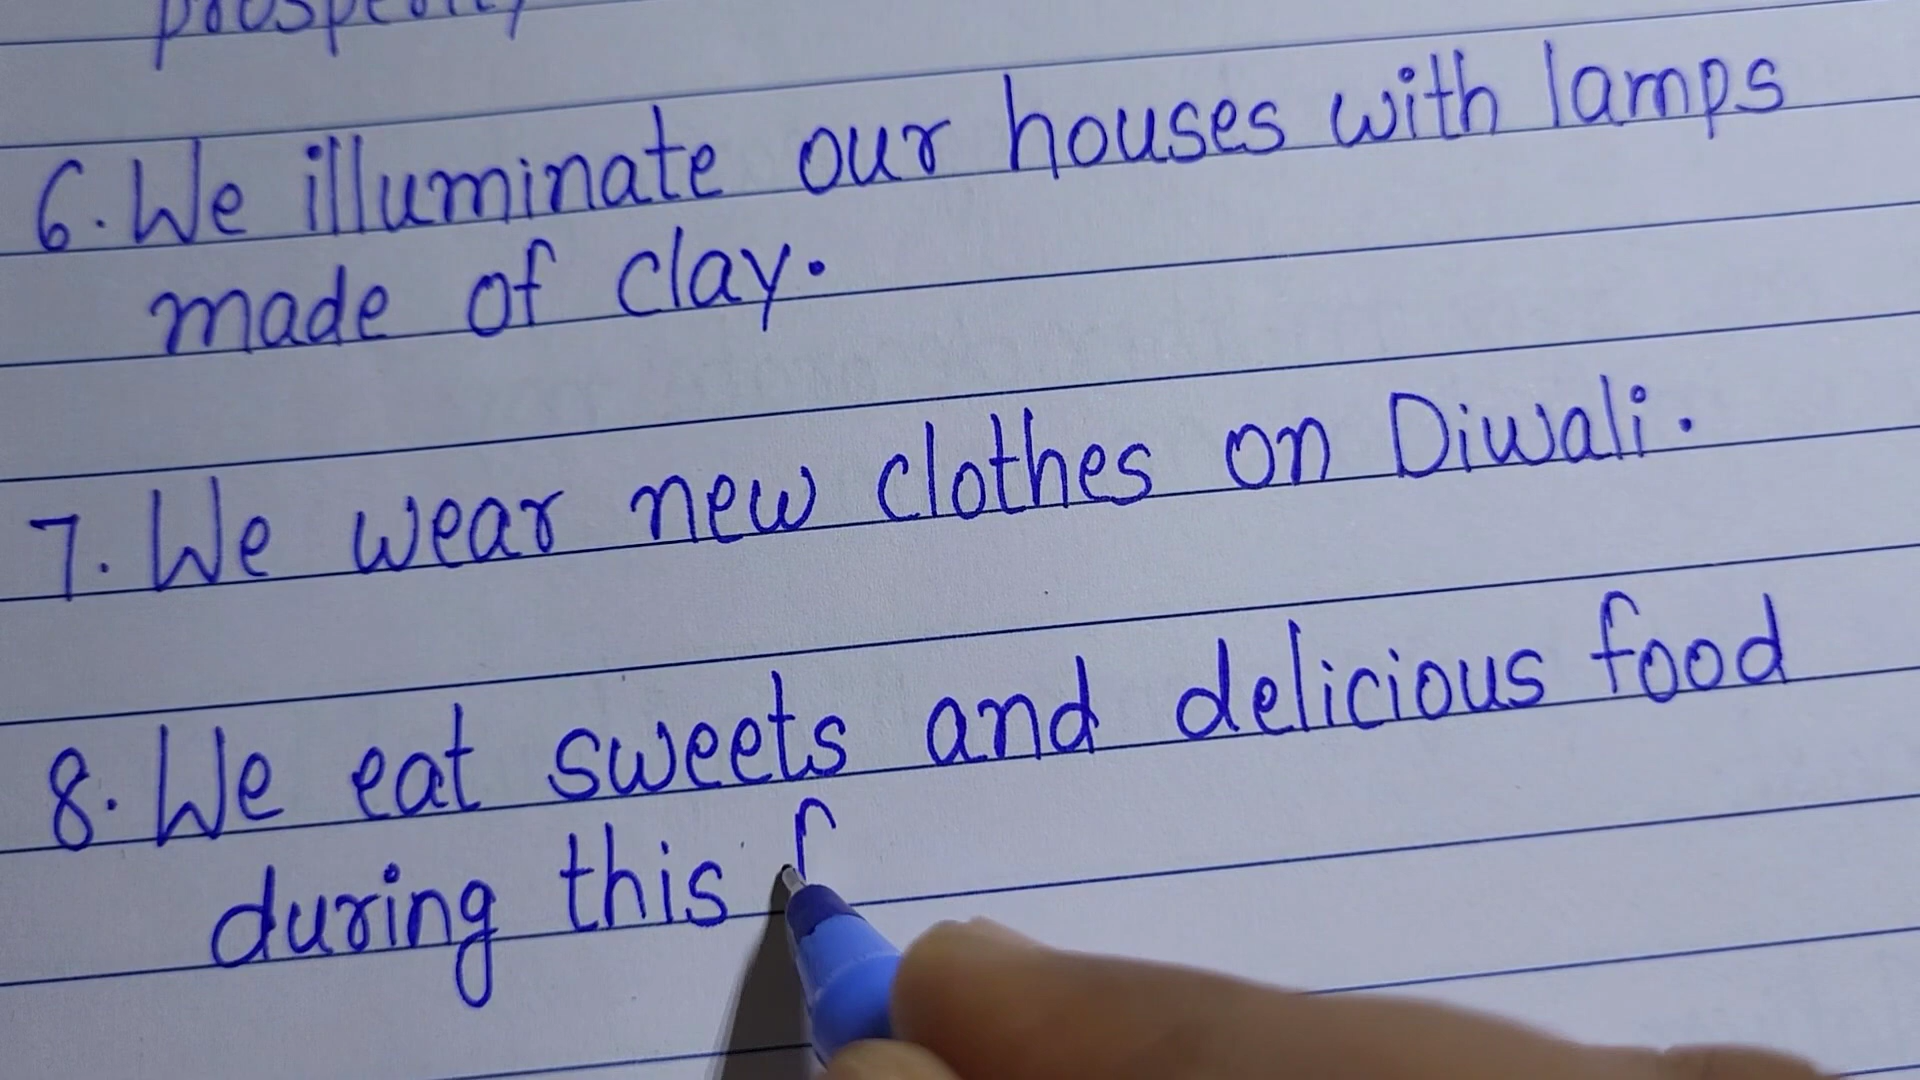 prosperity
6. We illuminate our houses with lamps
made of clay.
7. We wear new clothes on Diwali.
8. We eat sweets and delicious food
during this f